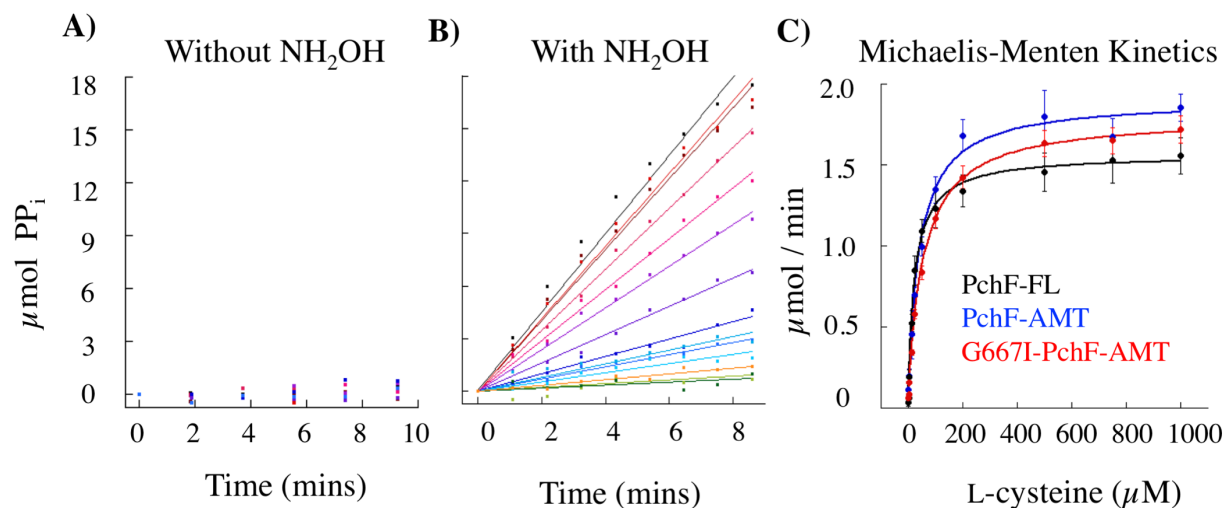 A)
Without NH₂OH
μmol PPᵢ
18
15
12
9
6
3
0
0 2 4 6 8 10
Time (mins)
B)
With NH₂OH
0 2 4 6 8
Time (mins)
C)
Michaelis-Menten Kinetics
μmol / min
2.0
1.5
1.0
0.5
0
PchF-FL
PchF-AMT
G667I-PchF-AMT
0 200 400 600 800 1000
L-cysteine (μM)